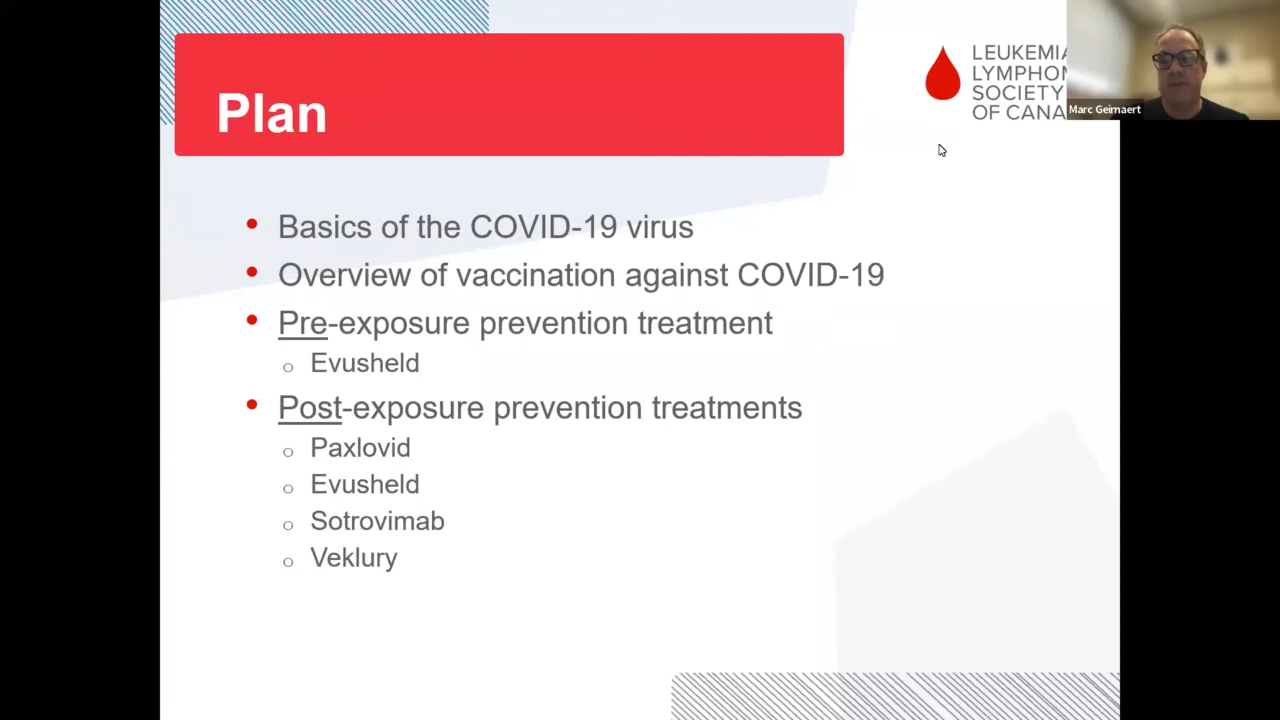 Plan
LEUKEMIA
LYMPHOM
SOCIETY
OF CANA
Marc Geirnaert
• Basics of the COVID-19 virus
• Overview of vaccination against COVID-19
• Pre-exposure prevention treatment
o Evusheld
• Post-exposure prevention treatments
o Paxlovid
o Evusheld
o Sotrovimab
o Veklury